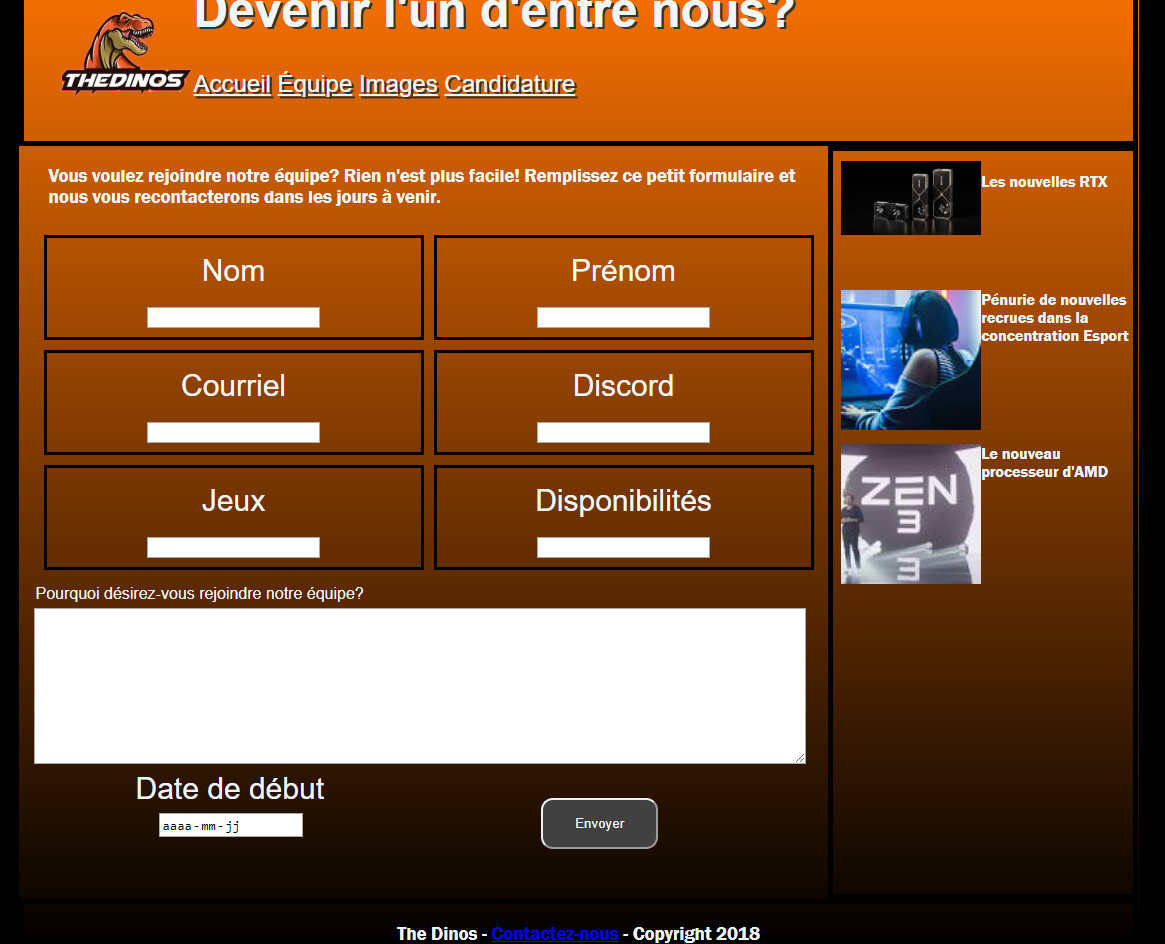 Devenir l'un d'entre nous?
THEDINOS
Accueil Équipe Images Candidature
Vous voulez rejoindre notre équipe? Rien n'est plus facile! Remplissez ce petit formulaire et
nous vous recontacterons dans les jours à venir.
Nom
Prénom
Courriel
Discord
Jeux
Disponibilités
Pourquoi désirez-vous rejoindre notre équipe?
Date de début
aaaa-mm-jj
Envoyer
Les nouvelles RTX
Pénurie de nouvelles
recrues dans la
concentration Esport
ZEN
3
3
Le nouveau
processeur d'AMD
The Dinos - Contactez-nous - Copyright 2018